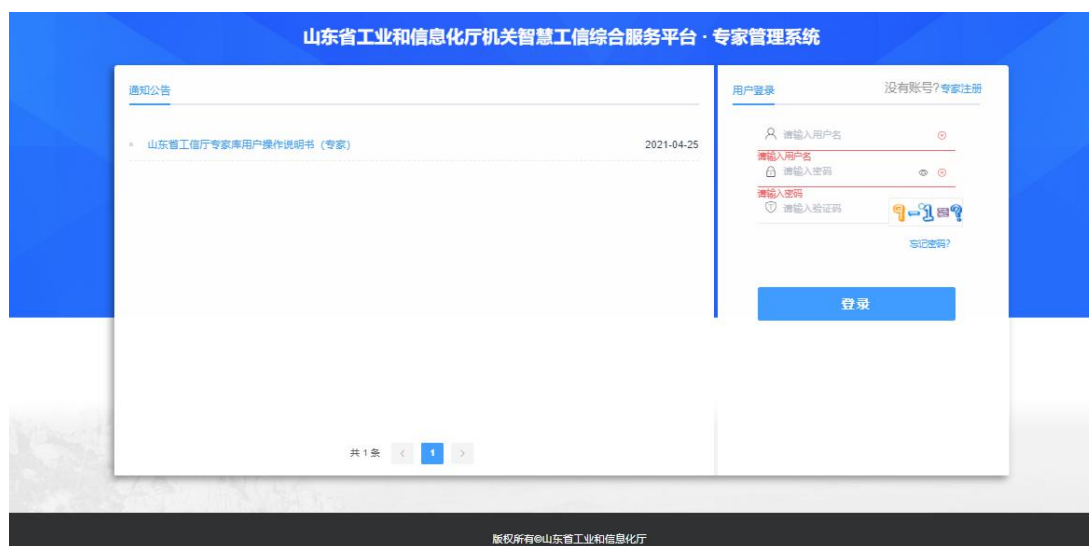 山东省工业和信息化厅机关智慧工信综合服务平台 · 专家管理系统
通知公告
山东省工信厅专家库用户操作说明书（专家） 2021-04-25
共 1 条 < 1 >
用户登录 没有账号?专家注册
请输入用户名
请输入用户名
请输入密码
请输入密码
请输入验证码 9-1=?
忘记密码?
登录
版权所有©山东省工业和信息化厅